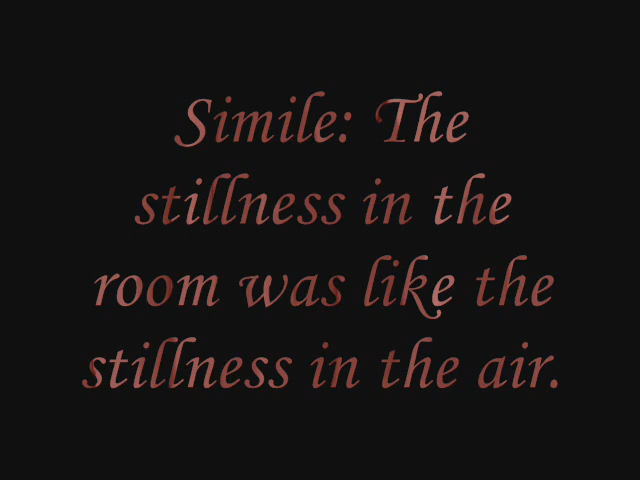 Simile: The
stillness in the
room was like the
stillness in the air.